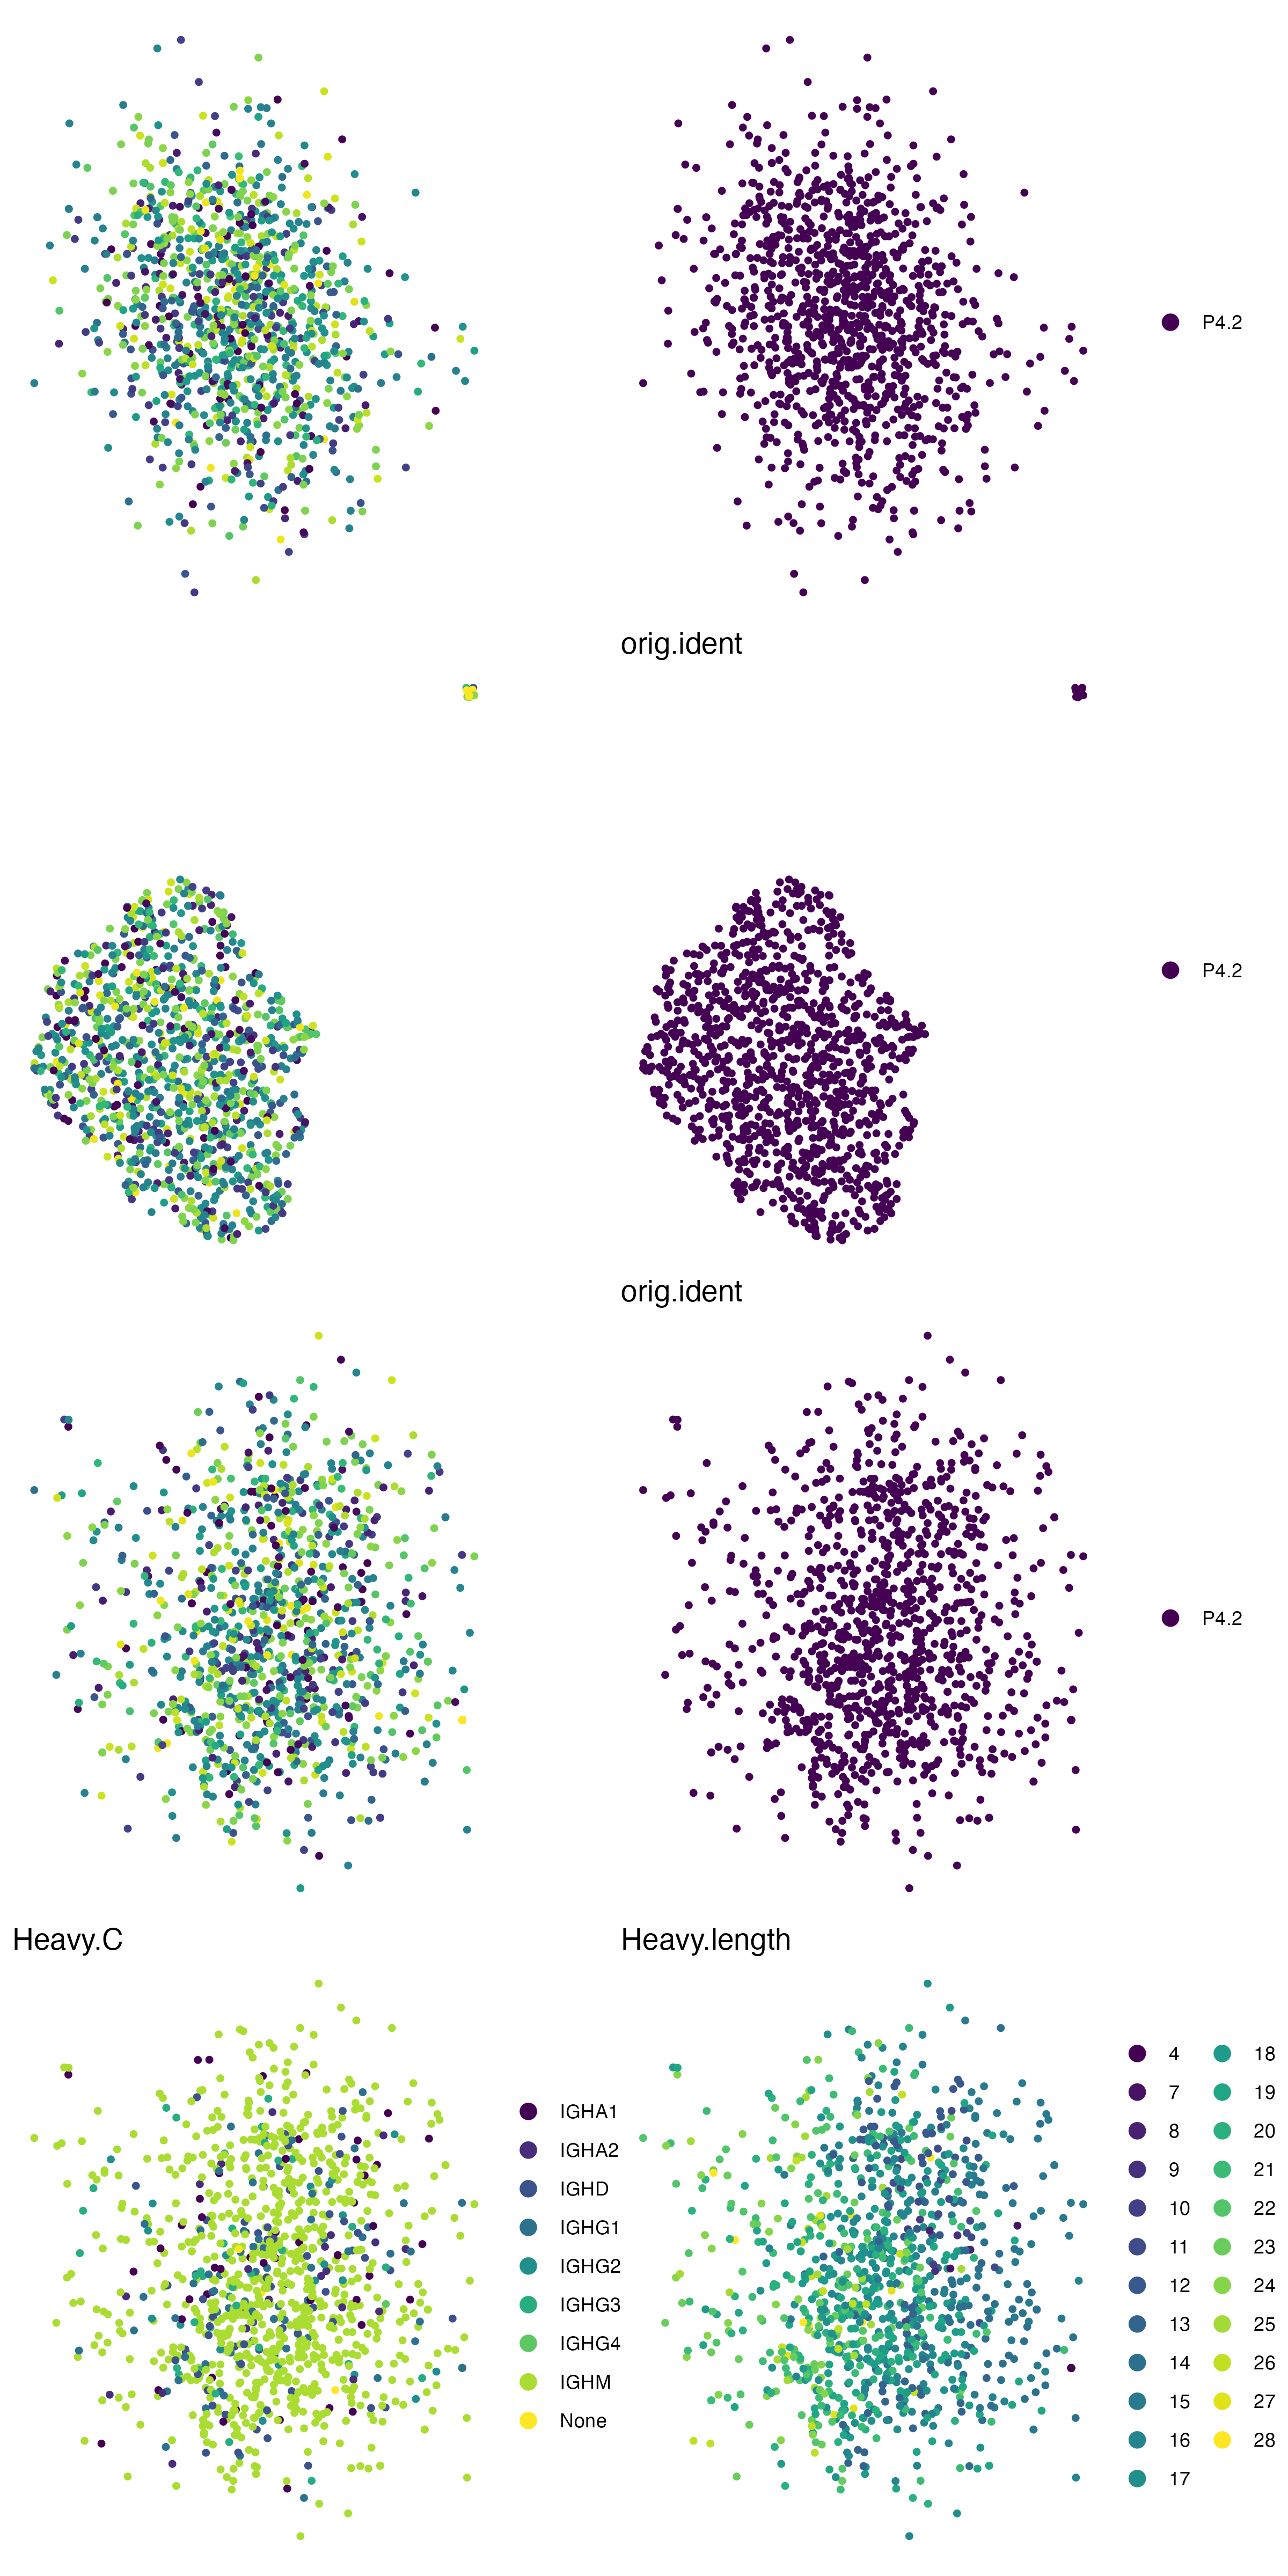 P4.2
orig.ident
P4.2
orig.ident
P4.2
Heavy.C
IGHA1
IGHA2
IGHD
IGHG1
IGHG2
IGHG3
IGHG4
IGHM
None
Heavy.length
4
7
8
9
10
11
12
13
14
15
16
17
18
19
20
21
22
23
24
25
26
27
28